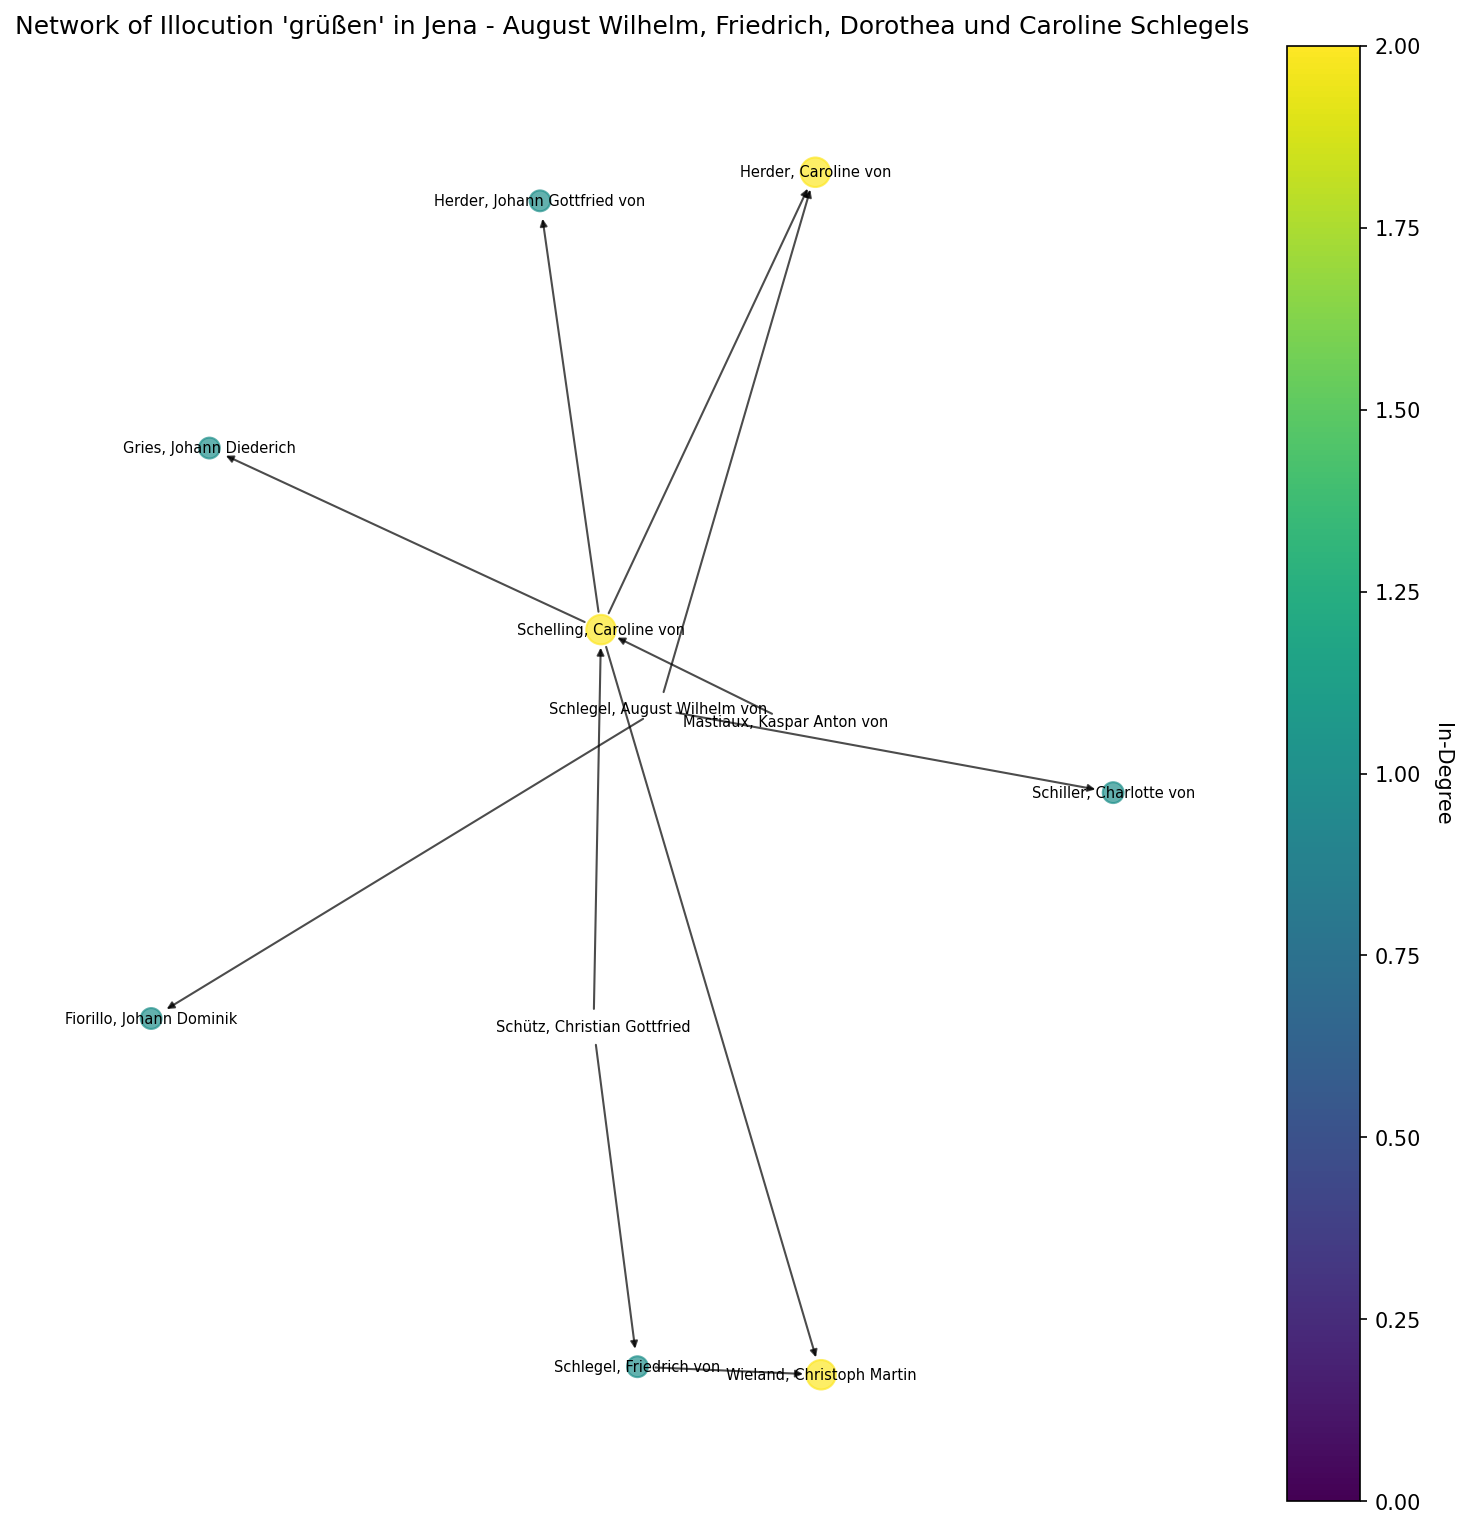 Network of Illocution 'grüßen' in Jena - August Wilhelm, Friedrich, Dorothea und Caroline Schlegels
Herder, Caroline von
Herder, Johann Gottfried von
Gries, Johann Diederich
Schelling, Caroline von
Schlegel, August Wilhelm von
Mastiaux, Kaspar Anton von
Schiller, Charlotte von
Fiorillo, Johann Dominik
Schütz, Christian Gottfried
Schlegel, Friedrich von
Wieland, Christoph Martin
2.00
1.75
1.50
1.25
1.00
0.75
0.50
0.25
0.00
In-Degree